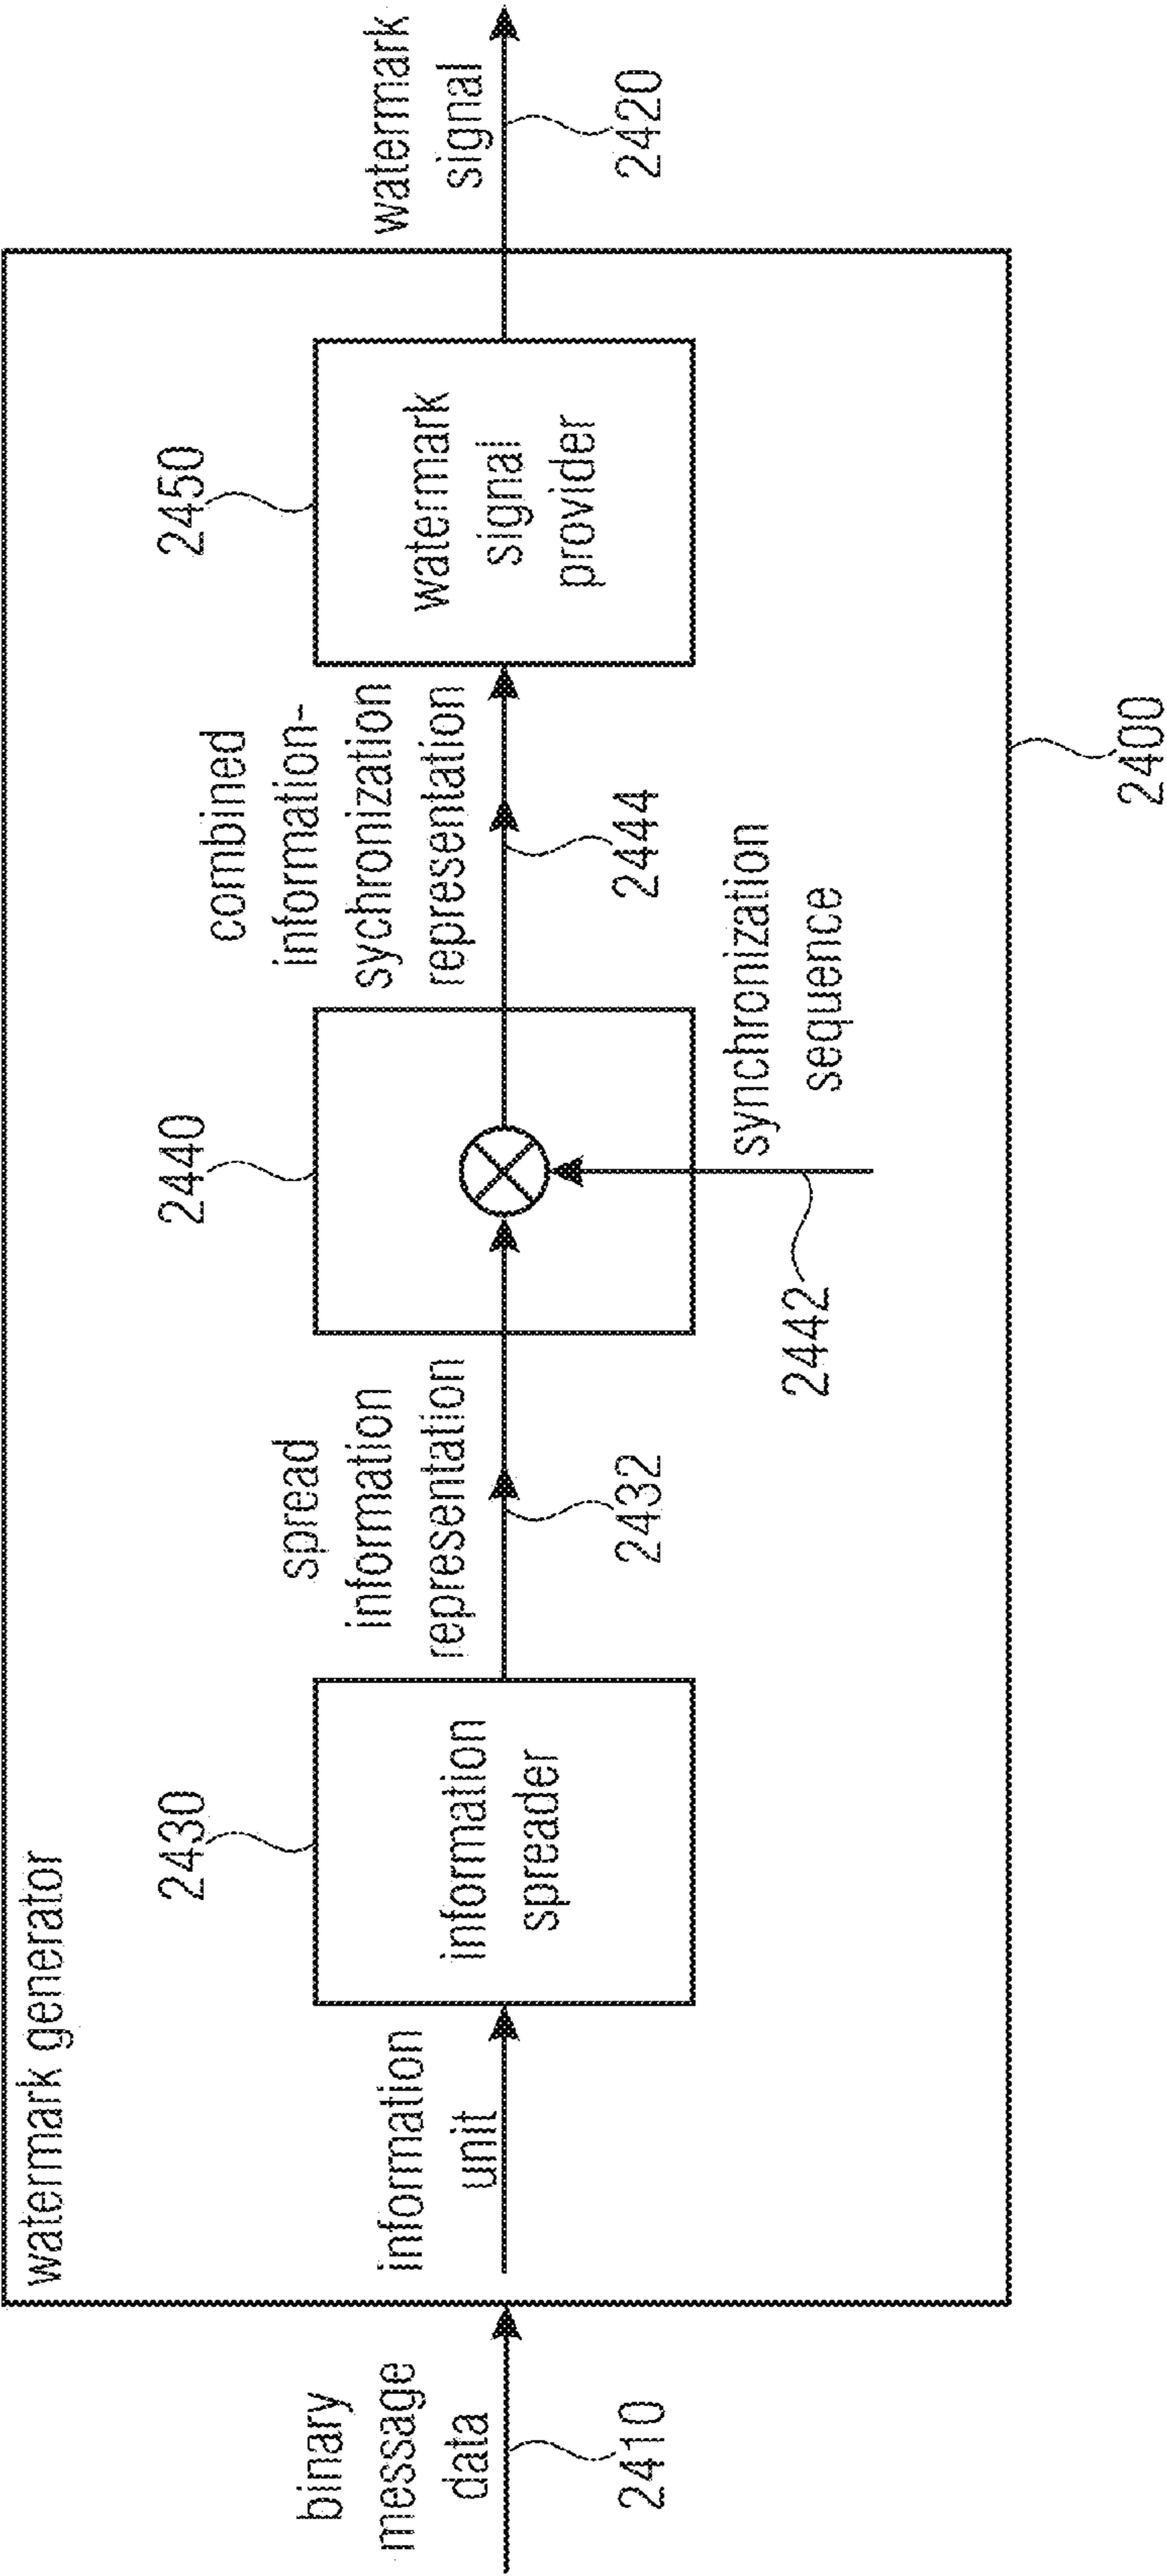 watermark generator
binary
message
data
2410
information
unit
2430
information
spreader
spread
information
representation
2432
2440
2442
synchronization
sequence
combined
information-
sychronization
representation
2444
2450
watermark
signal
provider
watermark
signal
2420
2400